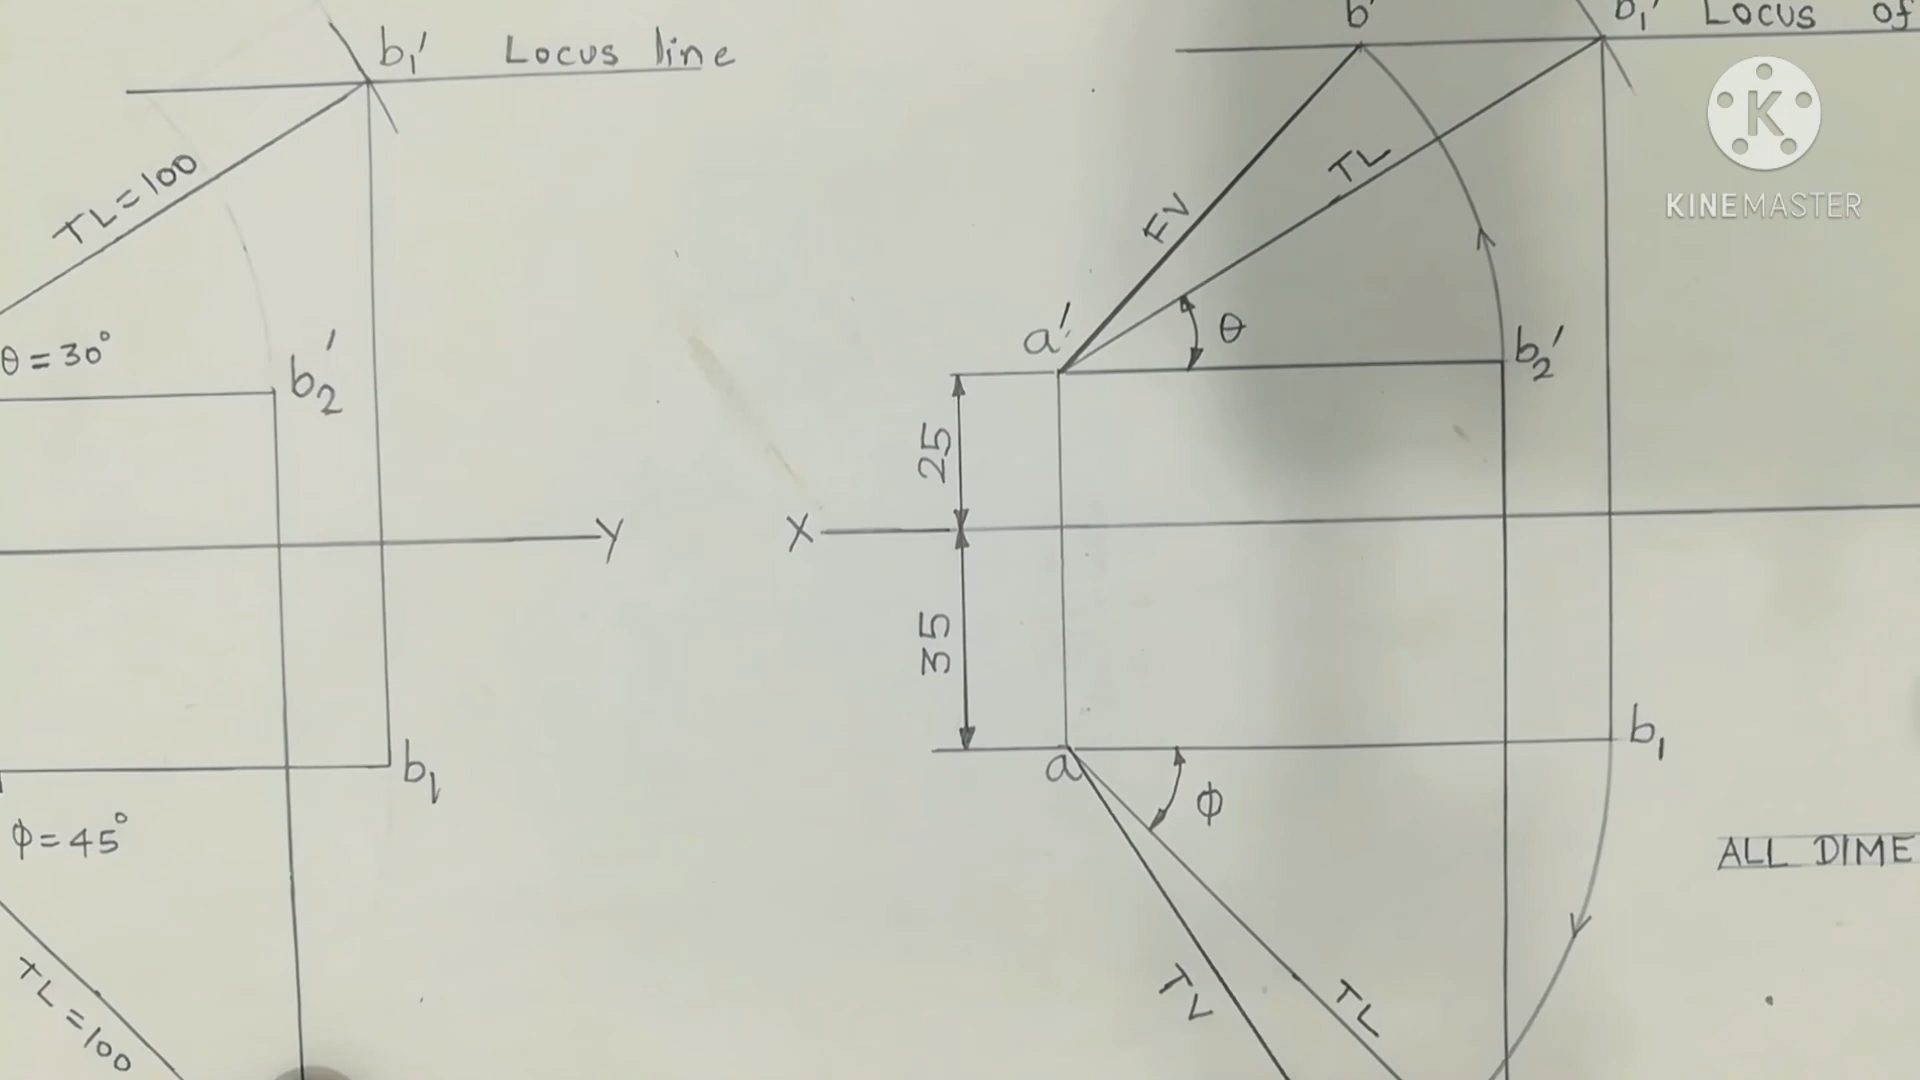 b₁' Locus line
TL=100
θ=30°
b₂'
Y
b₁
ϕ=45°
TL=100
b'
b₁' Locus of
FV
TL
a'
θ
b₂'
25
X
35
a
b₁
ϕ
TV
TL
ALL DIME
K
KINEMASTER